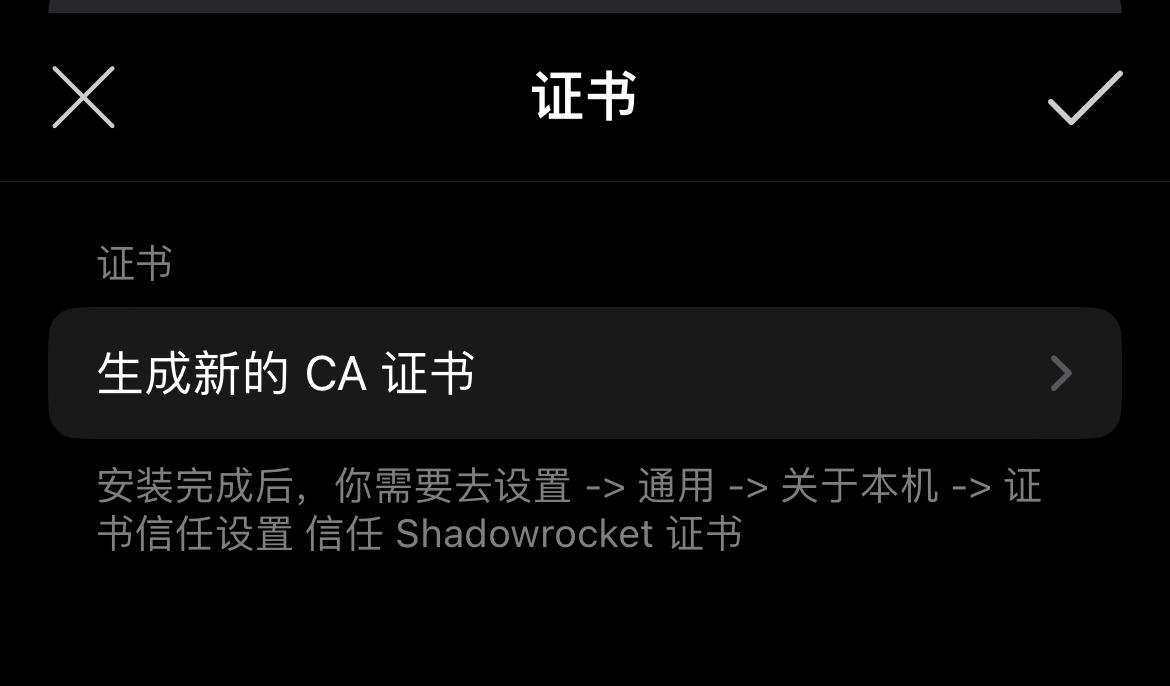 证书
证书
生成新的 CA 证书
安装完成后，你需要去设置 -> 通用 -> 关于本机 -> 证
书信任设置 信任 Shadowrocket 证书